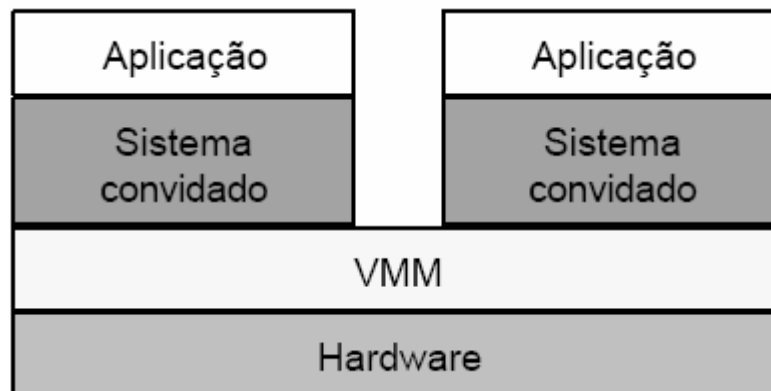 Aplicação
Aplicação
Sistema
convidado
Sistema
convidado
VMM
Hardware